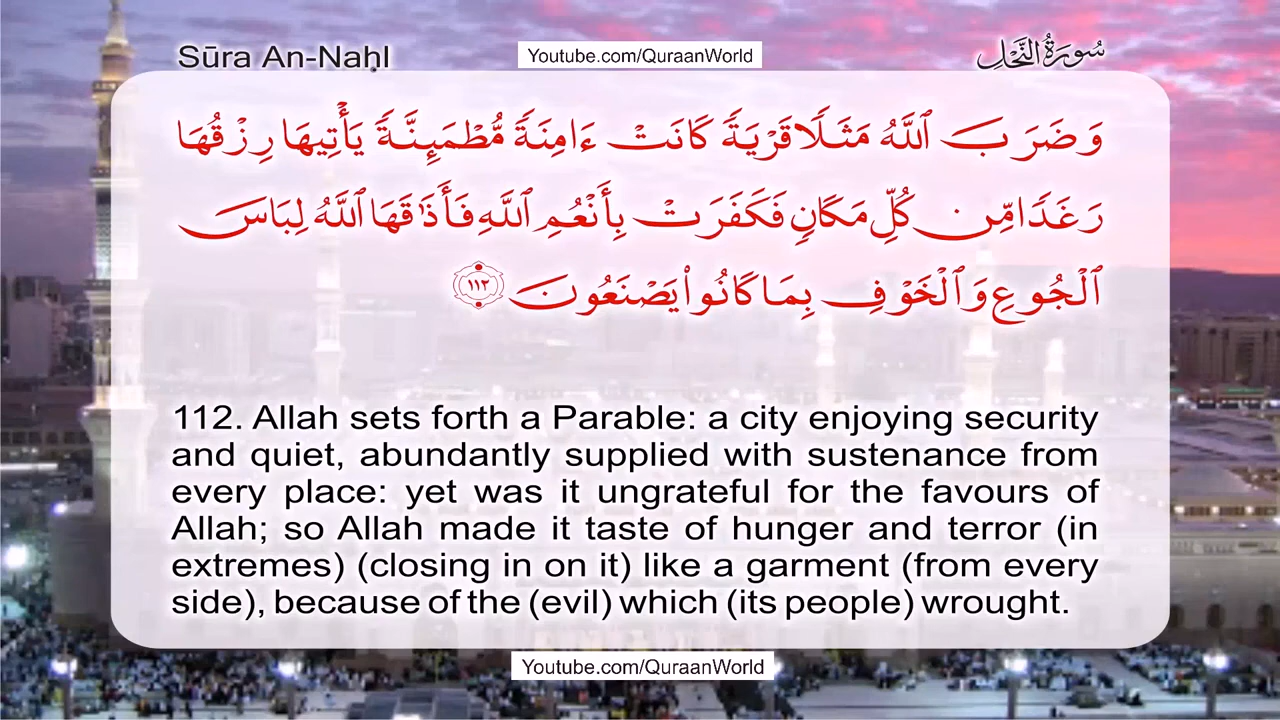 Sūra An-Naḥl
Youtube.com/QuraanWorld
سُورَةُ النَّحْلِ
وَضَرَبَ ٱللَّهُ مَثَلًا قَرْيَةً كَانَتْ ءَامِنَةً مُّطْمَئِنَّةً يَأْتِيهَا رِزْقُهَا
رَغَدًا مِّن كُلِّ مَكَانٍ فَكَفَرَتْ بِأَنْعُمِ ٱللَّهِ فَأَذَٰقَهَا ٱللَّهُ لِبَاسَ
ٱلْجُوعِ وَٱلْخَوْفِ بِمَا كَانُوا۟ يَصْنَعُونَ ١١٢
112. Allah sets forth a Parable: a city enjoying security
and quiet, abundantly supplied with sustenance from
every place: yet was it ungrateful for the favours of
Allah; so Allah made it taste of hunger and terror (in
extremes) (closing in on it) like a garment (from every
side), because of the (evil) which (its people) wrought.
Youtube.com/QuraanWorld